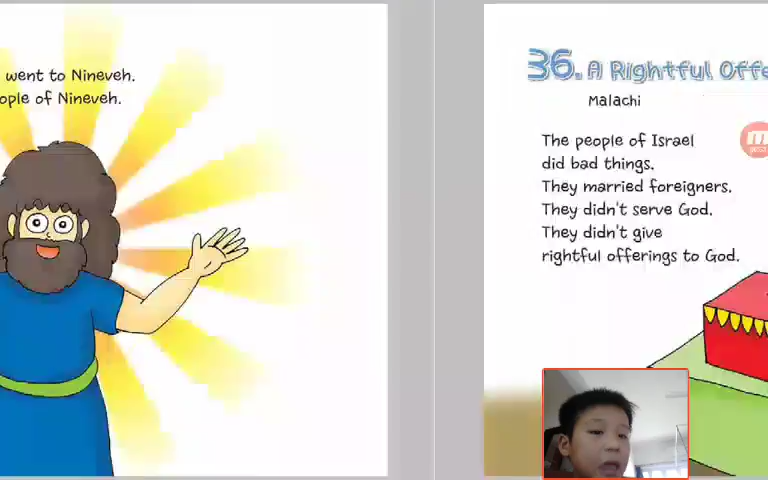 went to Nineveh.
ople of Nineveh.
36. A Rightful Offe
Malachi
The people of Israel
did bad things.
They married foreigners.
They didn't serve God.
They didn't give
rightful offerings to God.